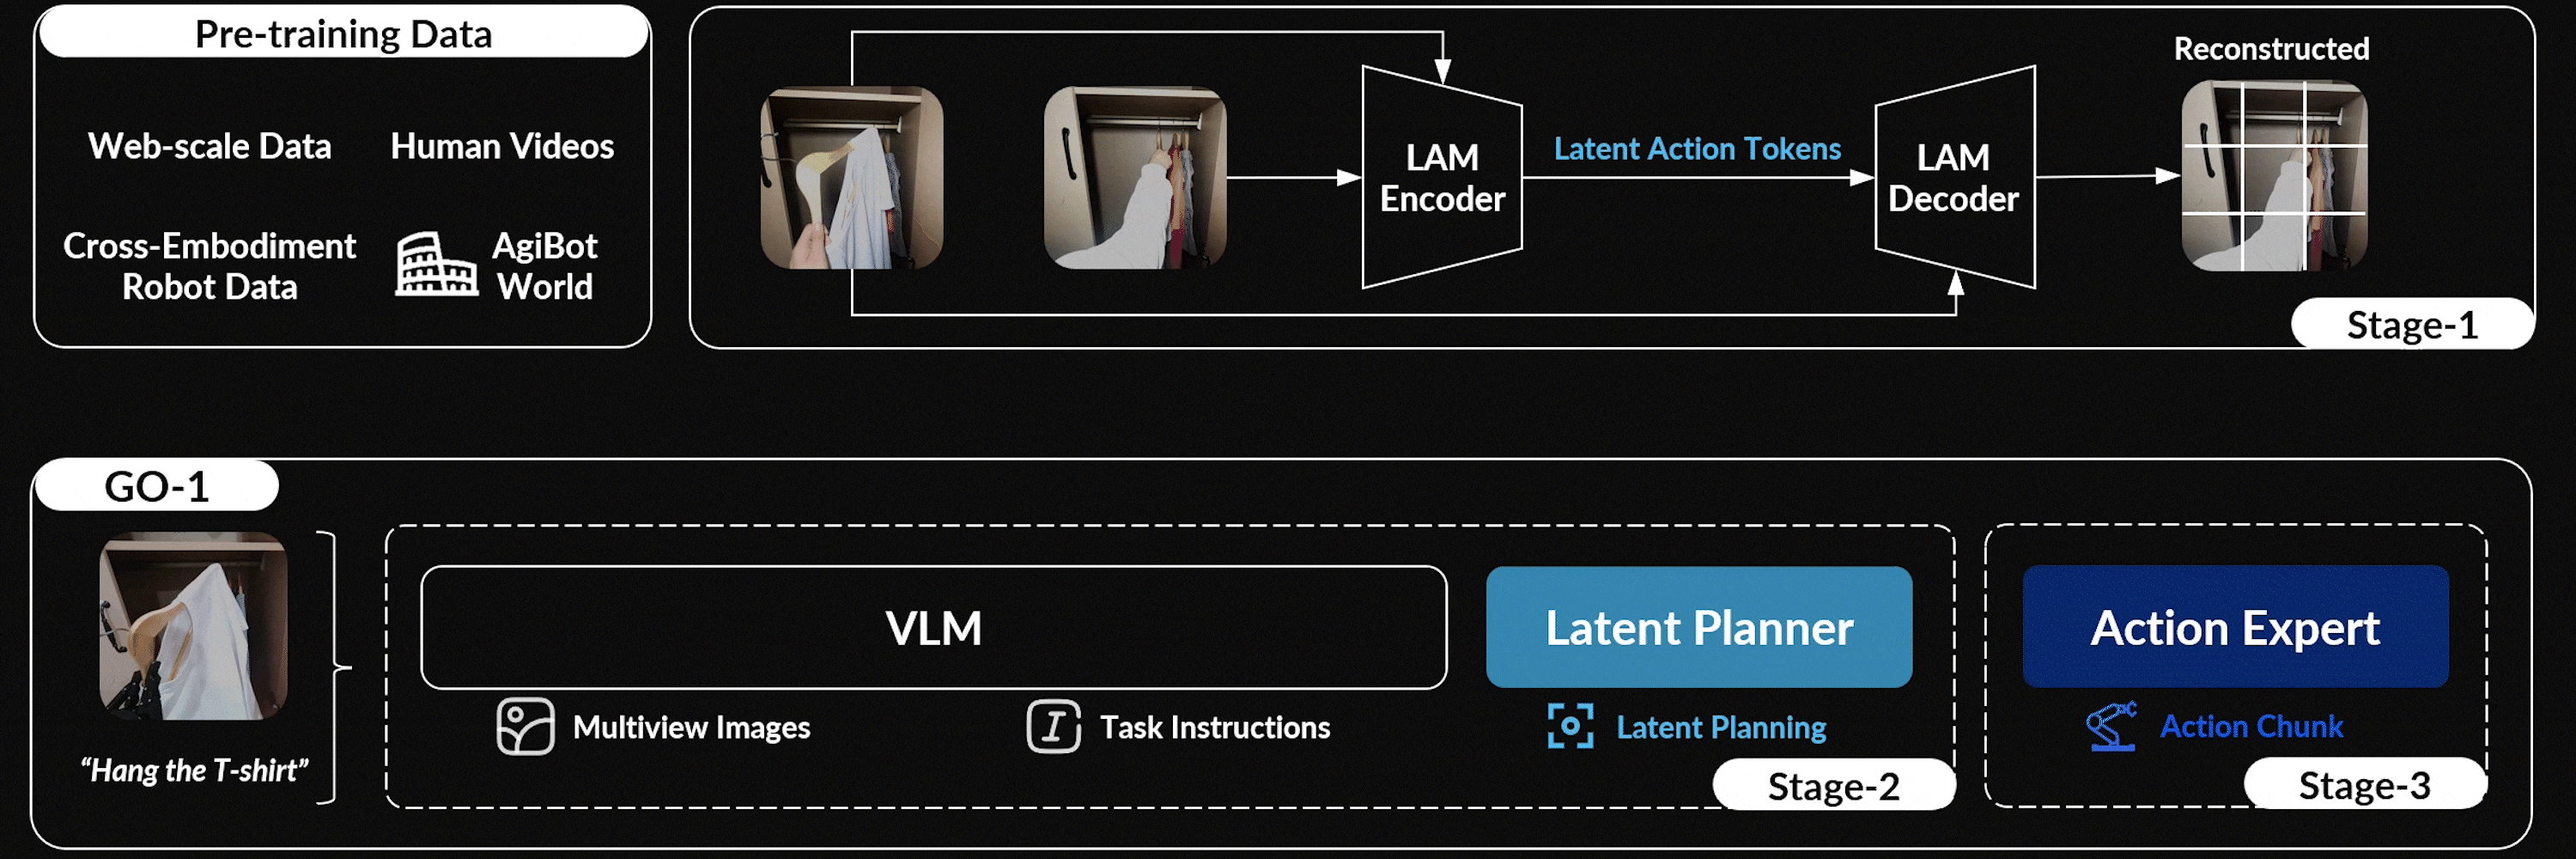 Pre-training Data
Web-scale Data
Human Videos
Cross-Embodiment
Robot Data
AgiBot
World
LAM
Encoder
Latent Action Tokens
LAM
Decoder
Reconstructed
Stage-1
GO-1
“Hang the T-shirt”
VLM
Multiview Images
Task Instructions
Latent Planner
Latent Planning
Stage-2
Action Expert
Action Chunk
Stage-3